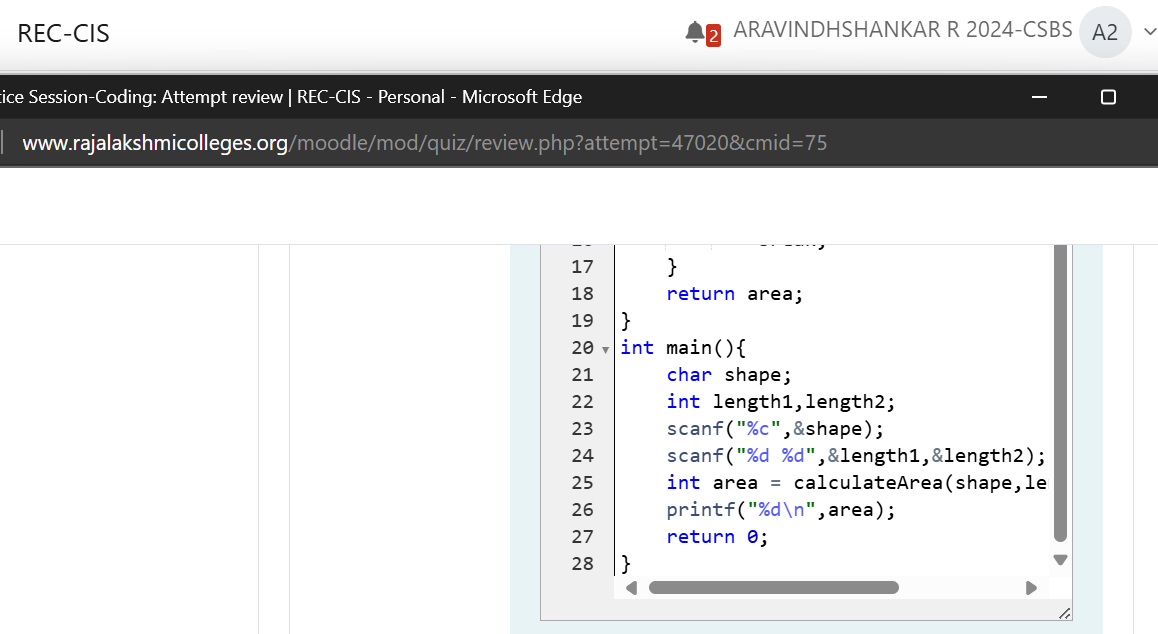 REC-CIS
2
ARAVINDHSHANKAR R 2024-CSBS
A2
ice Session-Coding: Attempt review | REC-CIS - Personal - Microsoft Edge
www.rajalakshmicolleges.org/moodle/mod/quiz/review.php?attempt=47020&cmid=75
17 }
18 return area;
19 }
20 int main(){
21 char shape;
22 int length1,length2;
23 scanf("%c",&shape);
24 scanf("%d %d",&length1,&length2);
25 int area = calculateArea(shape,le
26 printf("%d\n",area);
27 return 0;
28 }